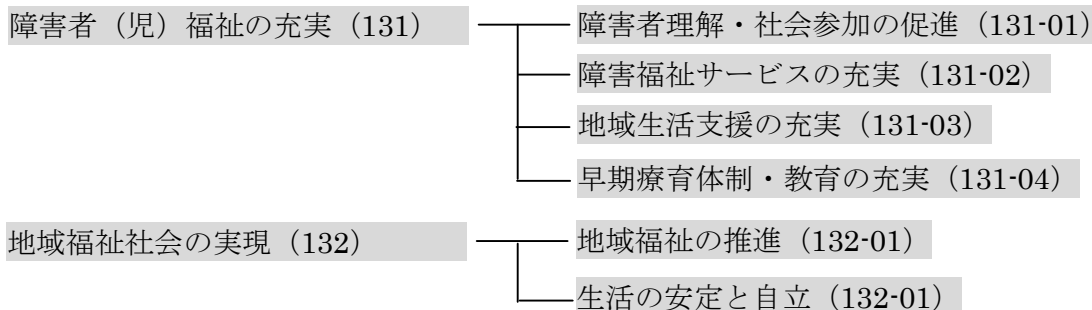 障害者（児）福祉の充実（131）
障害者理解・社会参加の促進（131-01）
障害福祉サービスの充実（131-02）
地域生活支援の充実（131-03）
早期療育体制・教育の充実（131-04）
地域福祉社会の実現（132）
地域福祉の推進（132-01）
生活の安定と自立（132-01）